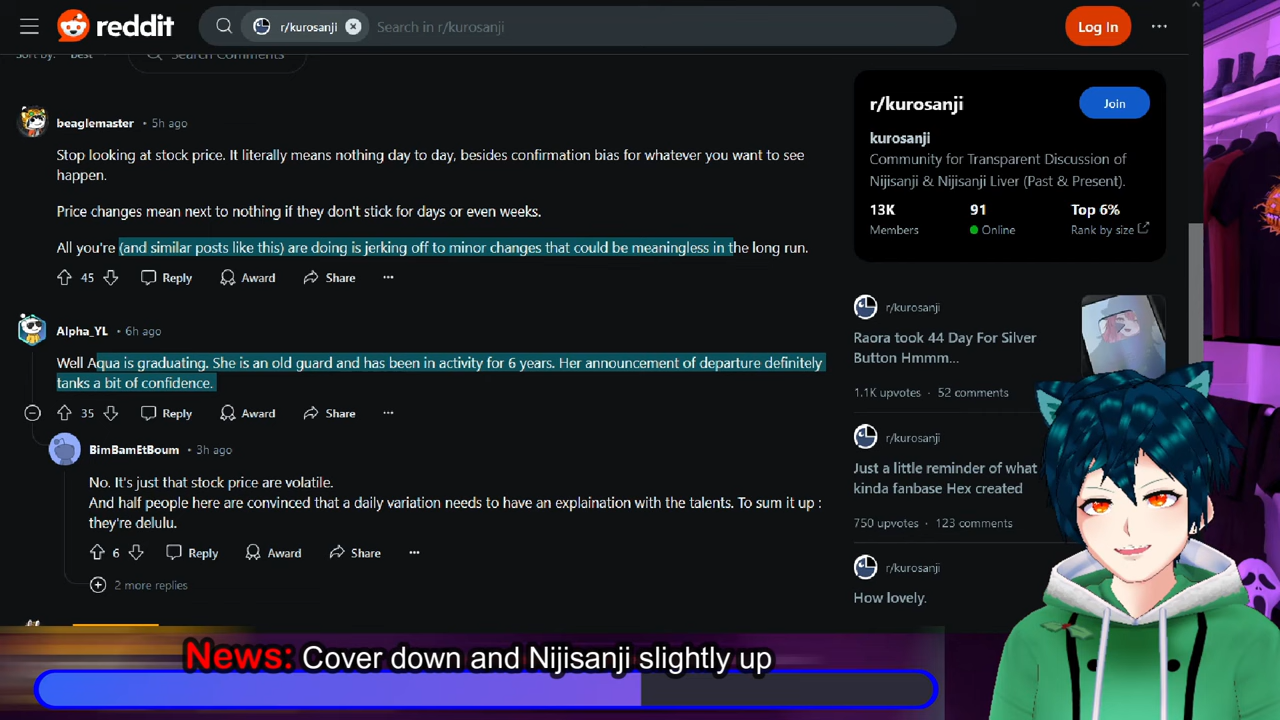 reddit
r/kurosanji
Search in r/kurosanji
Log In
Sort by: Best
Search Comments
beaglemaster • 5h ago
Stop looking at stock price. It literally means nothing day to day, besides confirmation bias for whatever you want to see
happen.
Price changes mean next to nothing if they don't stick for days or even weeks.
All you're (and similar posts like this) are doing is jerking off to minor changes that could be meaningless in the long run.
45 Reply Award Share
Alpha_YL • 6h ago
Well Aqua is graduating. She is an old guard and has been in activity for 6 years. Her announcement of departure definitely
tanks a bit of confidence.
35 Reply Award Share
BimBamEtBoum • 3h ago
No. It's just that stock price are volatile.
And half people here are convinced that a daily variation needs to have an explaination with the talents. To sum it up :
they're delulu.
6 Reply Award Share
2 more replies
r/kurosanji
Join
kurosanji
Community for Transparent Discussion of
Nijisanji & Nijisanji Liver (Past & Present).
13K 91 Top 6%
Members Online Rank by size
r/kurosanji
Raora took 44 Day For Silver
Button Hmmm...
1.1K upvotes • 52 comments
r/kurosanji
Just a little reminder of what
kinda fanbase Hex created
750 upvotes • 123 comments
r/kurosanji
How lovely.
News: Cover down and Nijisanji slightly up